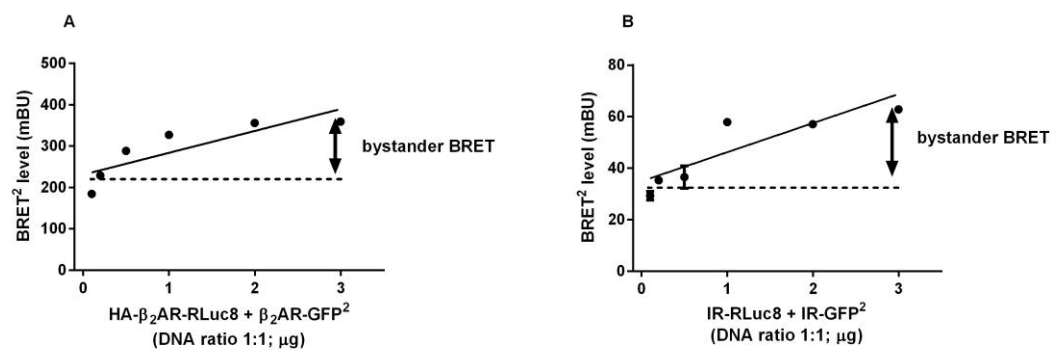 A
BRET² level (mBU)
500
400
300
200
100
0
bystander BRET
0 1 2 3
HA-β₂AR-RLuc8 + β₂AR-GFP²
(DNA ratio 1:1; μg)
B
BRET² level (mBU)
80
60
40
20
0
bystander BRET
0 1 2 3
IR-RLuc8 + IR-GFP²
(DNA ratio 1:1; μg)